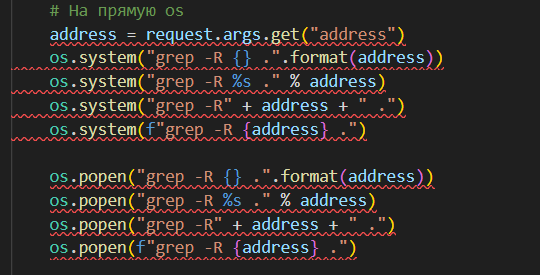 # На прямую os
address = request.args.get("address")
os.system("grep -R {} .".format(address))
os.system("grep -R %s ." % address)
os.system("grep -R" + address + " .")
os.system(f"grep -R {address} .")
os.popen("grep -R {} .".format(address))
os.popen("grep -R %s ." % address)
os.popen("grep -R" + address + " .")
os.popen(f"grep -R {address} .")